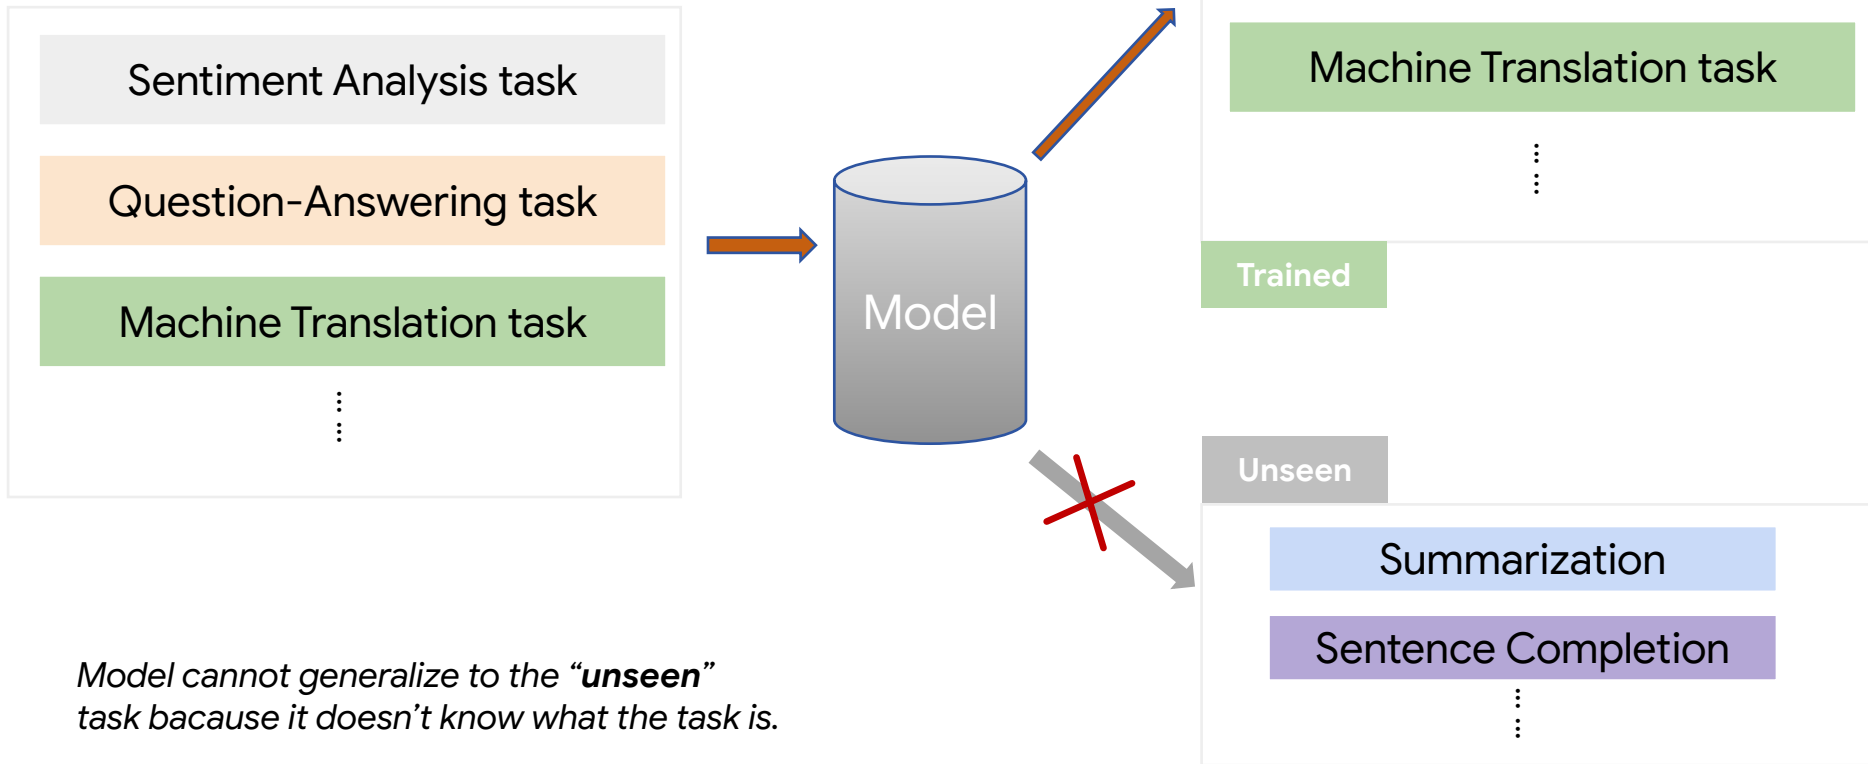 Sentiment Analysis task
Question-Answering task
Machine Translation task
Model
Machine Translation task
Trained
Unseen
Summarization
Sentence Completion
Model cannot generalize to the “unseen”
task bacause it doesn’t know what the task is.